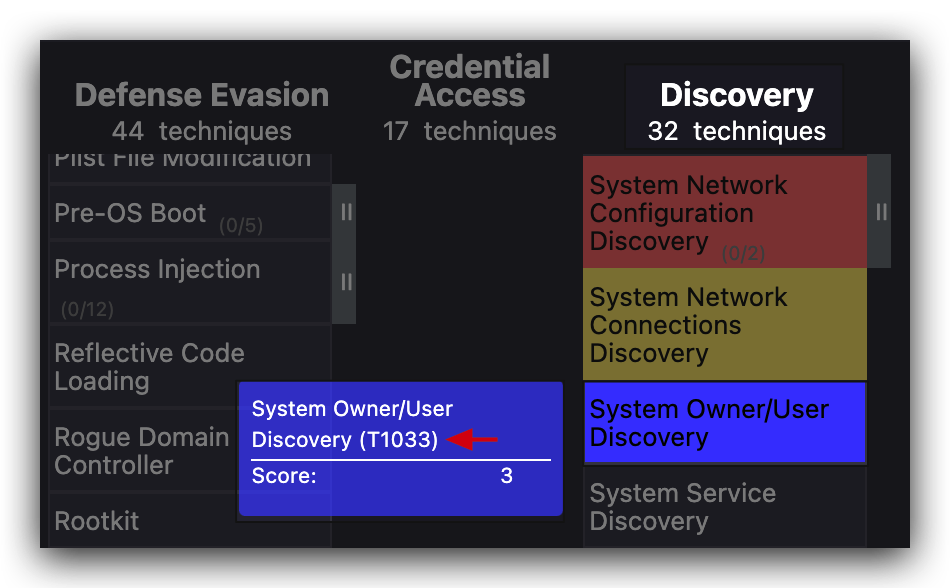 Defense Evasion
44 techniques
Credential
Access
17 techniques
Discovery
32 techniques
Plist File Modification
Pre-OS Boot (0/5)
Process Injection
(0/12)
Reflective Code
Loading
Rogue Domain
Controller
Rootkit
System Owner/User
Discovery (T1033)
Score: 3
System Network
Configuration
Discovery (0/2)
System Network
Connections
Discovery
System Owner/User
Discovery
System Service
Discovery